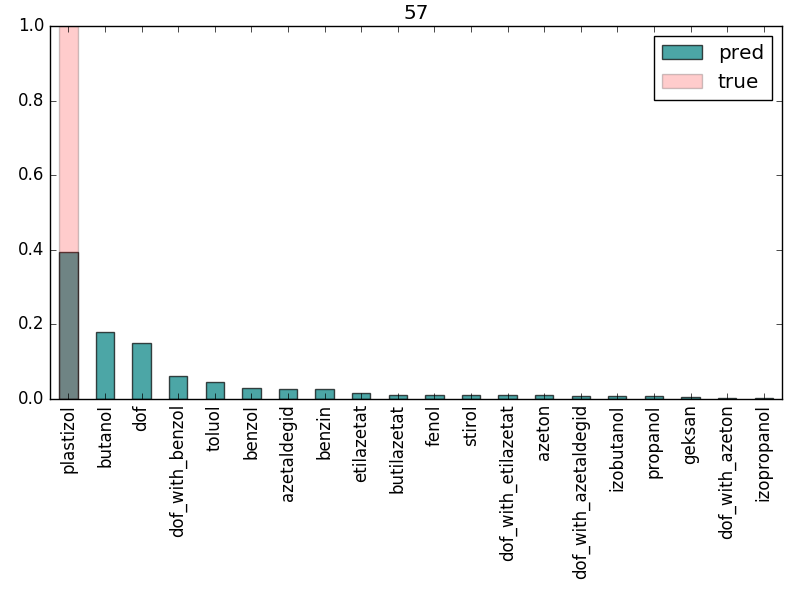 57
1.0
0.8
0.6
0.4
0.2
0.0
pred
true
plastizol
butanol
dof
dof_with_benzol
toluol
benzol
azetaldegid
benzin
etilazetat
butilazetat
fenol
stirol
dof_with_etilazetat
azeton
dof_with_azetaldegid
izobutanol
propanol
geksan
dof_with_azeton
izopropanol